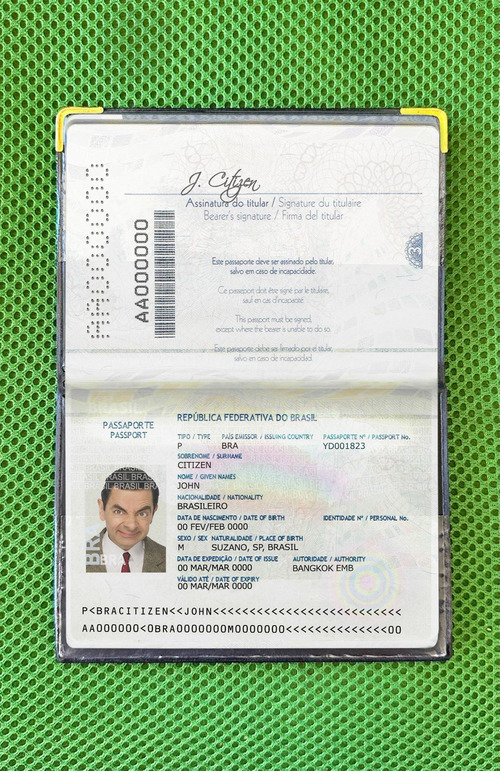 J. Citizen
Assinatura do titular / Signature du titulaire
Bearer's signature / Firma del titular
AA000000
AA000000
Este passaporte deve ser assinado pelo titular,
salvo em caso de incapacidade.
Ce passeport doit être signé par le titulaire,
sauf en cas d'incapacité.
This passport must be signed,
except where the bearer is unable to do so.
Este pasaporte debe ser firmado por el titular
salvo en caso de incapacidad
REPÚBLICA FEDERATIVA DO BRASIL
PASSAPORTE
PASSPORT
TIPO / TYPE PAÍS EMISSOR / ISSUING COUNTRY PASSAPORTE Nº / PASSPORT No.
P BRA YD001823
SOBRENOME / SURNAME
CITIZEN
NOME / GIVEN NAMES
JOHN
NACIONALIDADE / NATIONALITY
BRASILEIRO
DATA DE NASCIMENTO / DATE OF BIRTH IDENTIDADE Nº / PERSONAL No.
00 FEV/FEB 0000
SEXO / SEX NATURALIDADE / PLACE OF BIRTH
M SUZANO, SP, BRASIL
DATA DE EXPEDIÇÃO / DATE OF ISSUE AUTORIDADE / AUTHORITY
00 MAR/MAR 0000 BANGKOK EMB
VÁLIDO ATÉ / DATE OF EXPIRY
00 MAR/MAR 0000
P<BRACITIZEN<<JOHN<<<<<<<<<<<<<<<<<<<<<<<<<<
AA000000<0BRA0000000M0000000<<<<<<<<<<<<<<00